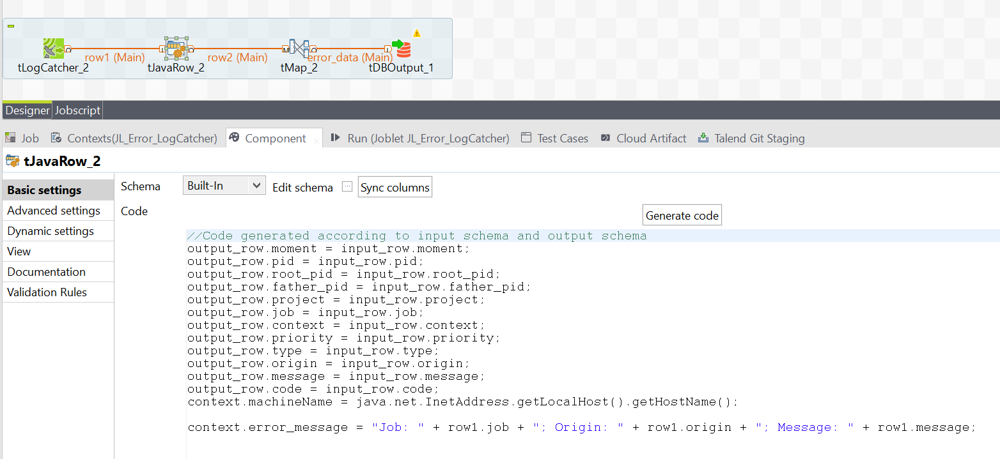 row1 (Main)
row2 (Main)
error_data (Main)
tLogCatcher_2
tJavaRow_2
tMap_2
tDBOutput_1
Designer
Jobscript
Job
Contexts(JL_Error_LogCatcher)
Component
Run (Joblet JL_Error_LogCatcher)
Test Cases
Cloud Artifact
Talend Git Staging
tJavaRow_2
Basic settings
Advanced settings
Dynamic settings
View
Documentation
Validation Rules
Schema
Built-In
Edit schema
...
Sync columns
Code
Generate code
//Code generated according to input schema and output schema
output_row.moment = input_row.moment;
output_row.pid = input_row.pid;
output_row.root_pid = input_row.root_pid;
output_row.father_pid = input_row.father_pid;
output_row.project = input_row.project;
output_row.job = input_row.job;
output_row.context = input_row.context;
output_row.priority = input_row.priority;
output_row.type = input_row.type;
output_row.origin = input_row.origin;
output_row.message = input_row.message;
output_row.code = input_row.code;
context.machineName = java.net.InetAddress.getLocalHost().getHostName();
context.error_message = "Job: " + row1.job + "; Origin: " + row1.origin + "; Message: " + row1.message;